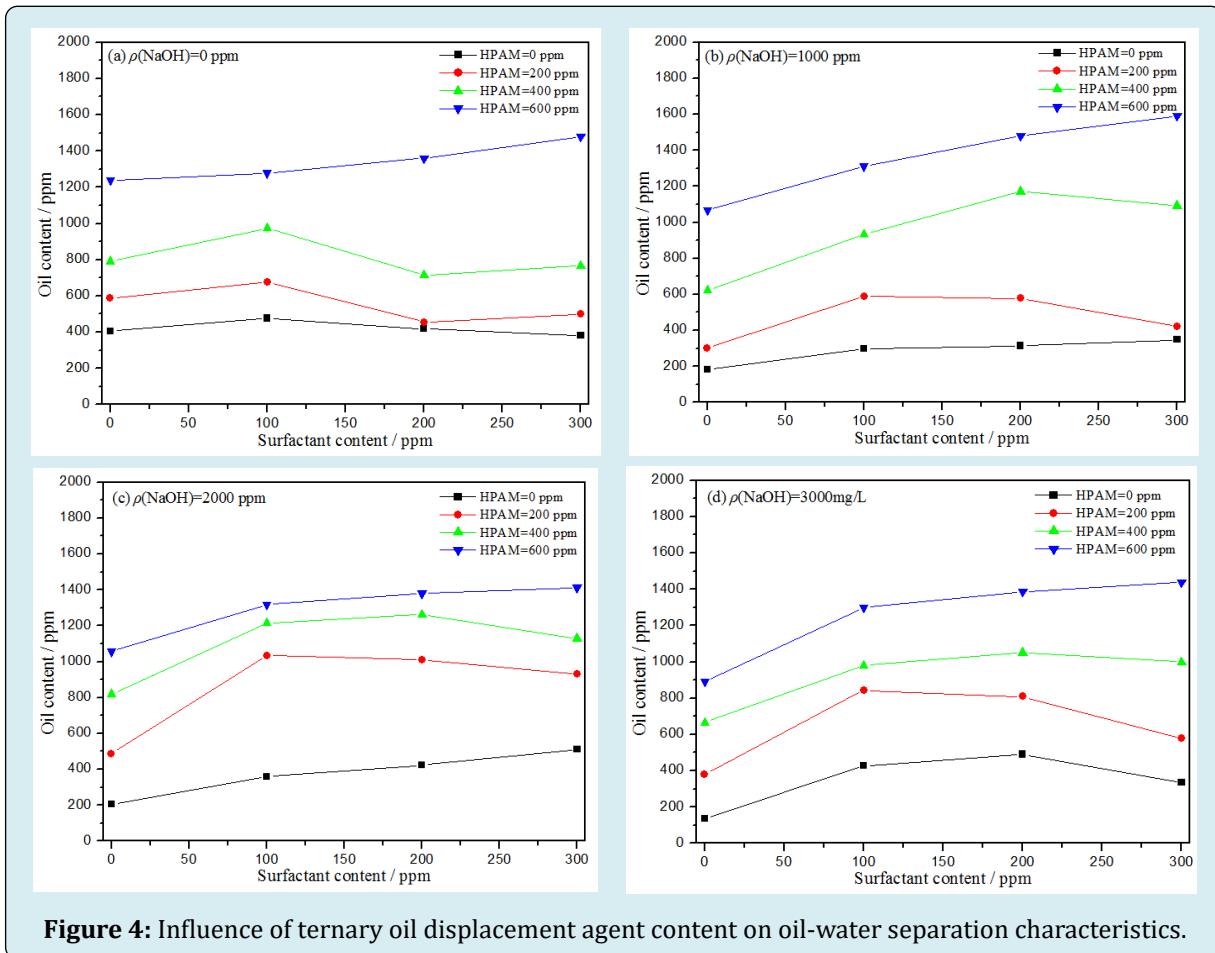 (a) ρ(NaOH)=0 ppm
HPAM=0 ppm
HPAM=200 ppm
HPAM=400 ppm
HPAM=600 ppm
2000
1800
1600
1400
1200
1000
800
600
400
200
0
Oil content / ppm
0 50 100 150 200 250 300
Surfactant content / ppm
(b) ρ(NaOH)=1000 ppm
HPAM=0 ppm
HPAM=200 ppm
HPAM=400 ppm
HPAM=600 ppm
2000
1800
1600
1400
1200
1000
800
600
400
200
0
Oil content / ppm
0 50 100 150 200 250 300
Surfactant content / ppm
(c) ρ(NaOH)=2000 ppm
HPAM=0 ppm
HPAM=200 ppm
HPAM=400 ppm
HPAM=600 ppm
2000
1800
1600
1400
1200
1000
800
600
400
200
0
Oil content / ppm
0 50 100 150 200 250 300
Surfactant content / ppm
(d) ρ(NaOH)=3000mg/L
HPAM=0 ppm
HPAM=200 ppm
HPAM=400 ppm
HPAM=600 ppm
2000
1800
1600
1400
1200
1000
800
600
400
200
0
Oil content / ppm
0 50 100 150 200 250 300
Surfactant content / ppm
Figure 4: Influence of ternary oil displacement agent content on oil-water separation characteristics.